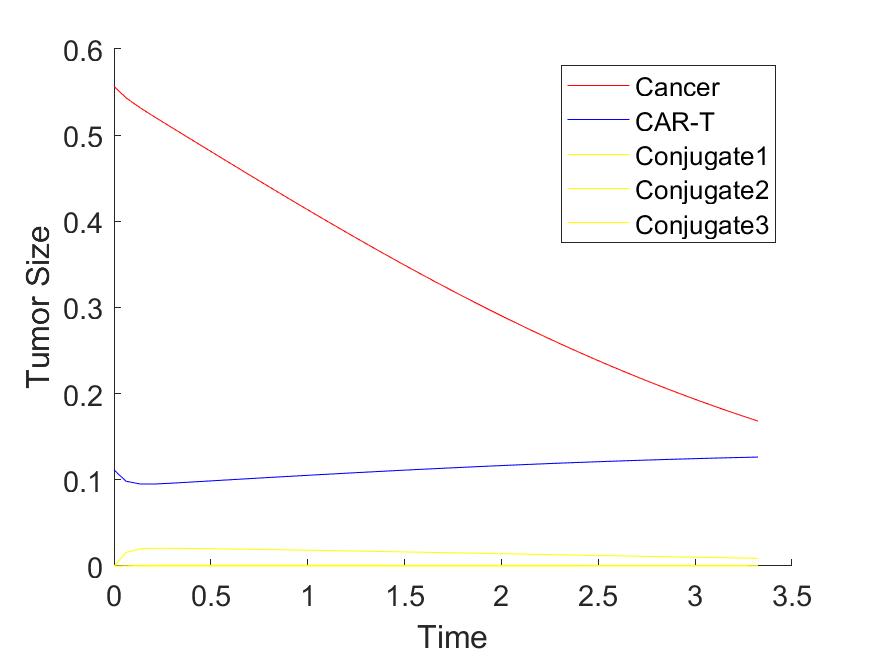 0.6
0.5
0.4
0.3
0.2
0.1
0
Tumor Size
Cancer
CAR-T
Conjugate1
Conjugate2
Conjugate3
0 0.5 1 1.5 2 2.5 3 3.5
Time